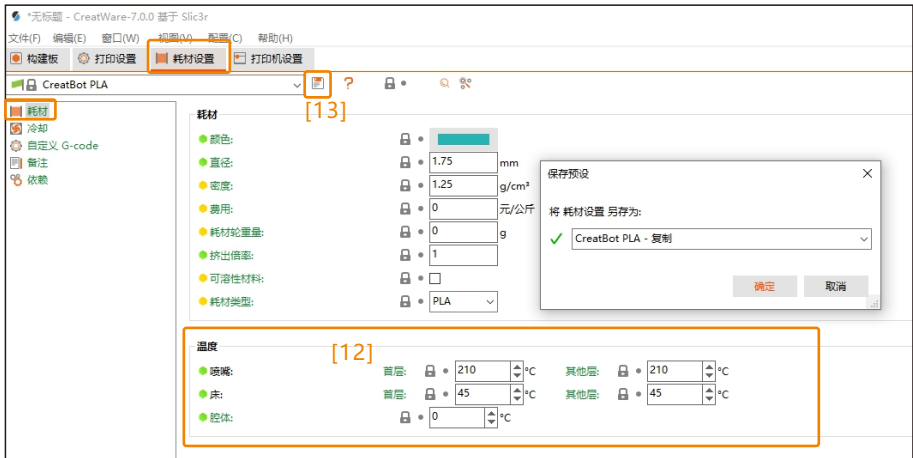 *无标题 - CreatWare-7.0.0 基于 Slic3r
文件(F) 编辑(E) 窗口(W) 视图(V) 配置(C) 帮助(H)
构建板 打印设置 耗材设置 打印机设置
CreatBot PLA ?
[13]
耗材
冷却
自定义 G-code
备注
依赖
耗材
颜色:
直径: 1.75 mm
密度: 1.25 g/cm³
费用: 0 元/公斤
耗材轮重量: 0 g
挤出倍率: 1
可溶性材料:
耗材类型: PLA
保存预设
将 耗材设置 另存为:
CreatBot PLA - 复制
确定 取消
温度
[12]
喷嘴: 首层: 210 °C 其他层: 210 °C
床: 首层: 45 °C 其他层: 45 °C
腔体: 0 °C